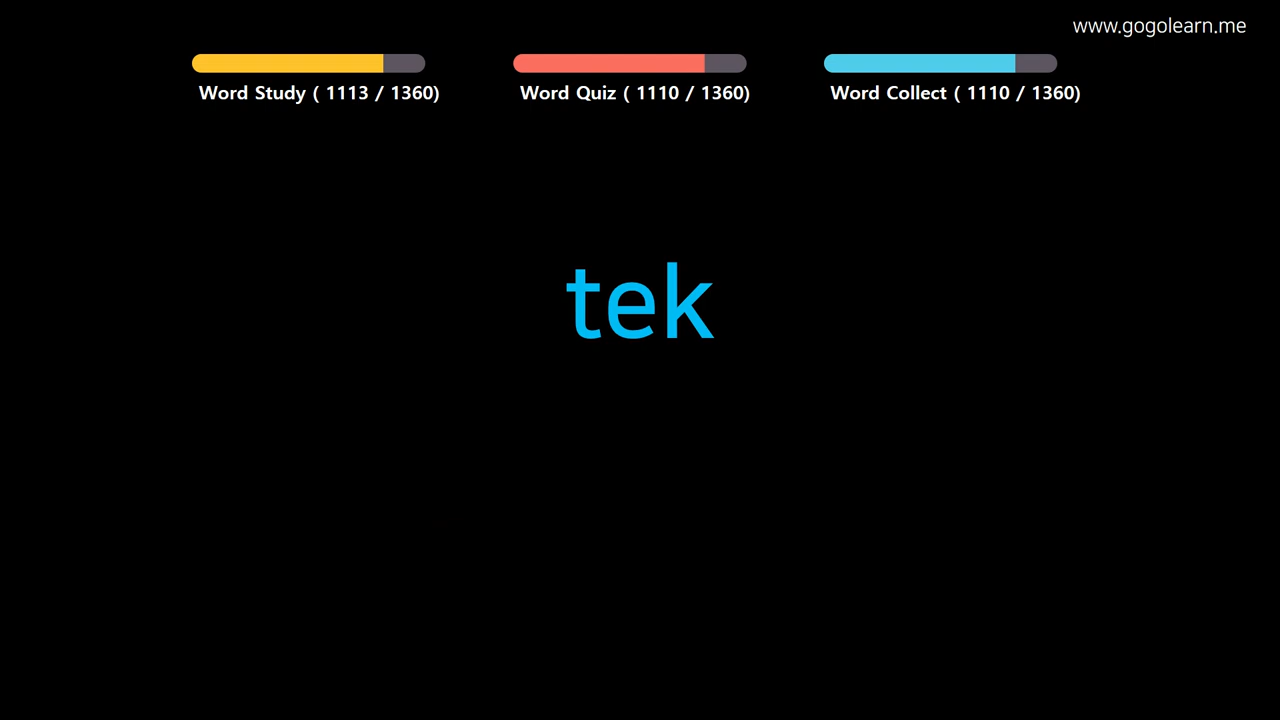 www.gogolearn.me
Word Study ( 1113 / 1360)
Word Quiz ( 1110 / 1360)
Word Collect ( 1110 / 1360)
tek